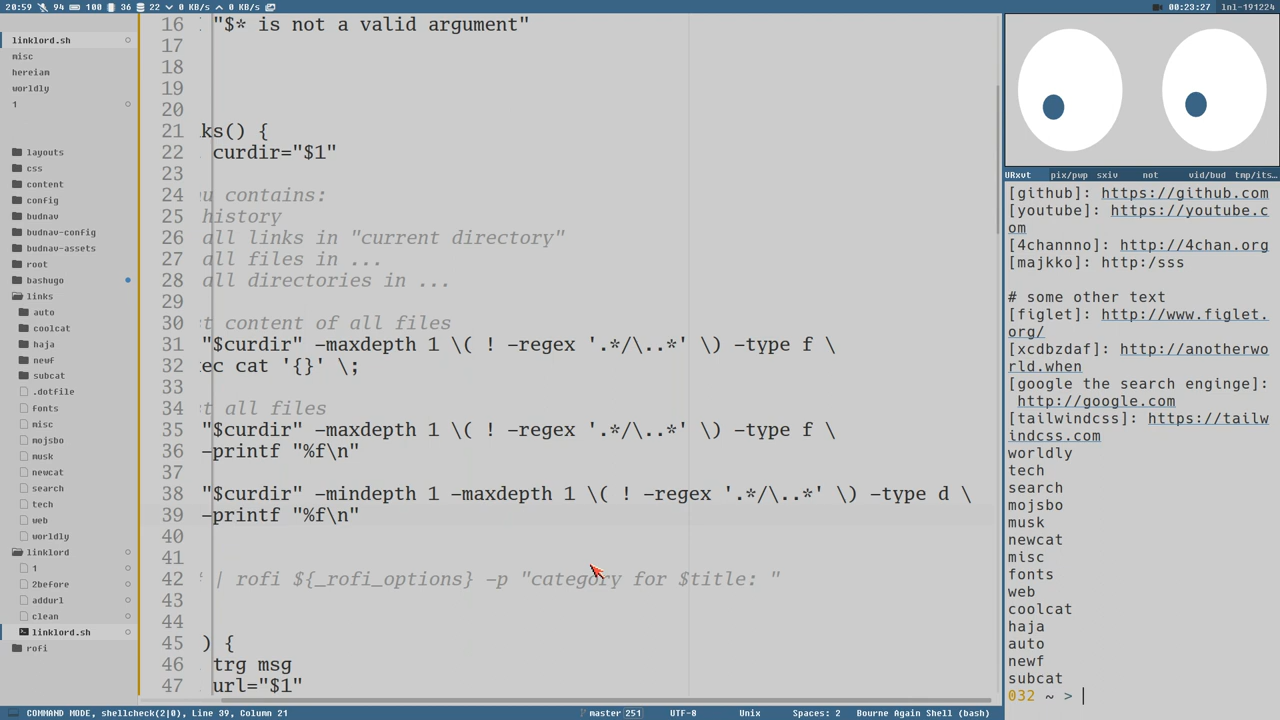 20:59 94 100 36 22 0 KB/s 0 KB/s
00:23:27 lnl-191224
linklord.sh
misc
hereiam
worldly
1
layouts
css
content
config
budnav
budnav-config
budnav-assets
root
bashugo
links
auto
coolcat
haja
newf
subcat
.dotfile
fonts
misc
mojsbo
musk
newcat
search
tech
web
worldly
linklord
1
2before
addurl
clean
linklord.sh
rofi
16 "$* is not a valid argument"
17
18
19
20
21 ks() {
22 curdir="$1"
23
24 u contains:
25 history
26 all links in "current directory"
27 all files in ...
28 all directories in ...
29
30 t content of all files
31 "$curdir" -maxdepth 1 \( ! -regex '.*/\..*' \) -type f \
32 ec cat '{}' \;
33
34 t all files
35 "$curdir" -maxdepth 1 \( ! -regex '.*/\..*' \) -type f \
36 -printf "%f\n"
37
38 "$curdir" -mindepth 1 -maxdepth 1 \( ! -regex '.*/\..*' \) -type d \
39 -printf "%f\n"
40
41
42 | rofi ${_rofi_options} -p "category for $title: "
43
44
45 ) {
46 trg msg
47 url="$1"
URxvt pix/pwp sxiv not vid/bud tmp/its…
[github]: https://github.com
[youtube]: https://youtube.c
om
[4channno]: http://4chan.org
[majkko]: http:/sss
# some other text
[figlet]: http://www.figlet.
org/
[xcdbzdaf]: http://anotherwo
rld.when
[google the search enginge]:
http://google.com
[tailwindcss]: https://tailw
indcss.com
worldly
tech
search
mojsbo
musk
newcat
misc
fonts
web
coolcat
haja
auto
newf
subcat
032 ~ >
COMMAND MODE, shellcheck(2|0), Line 39, Column 21 master 251 UTF-8 Unix Spaces: 2 Bourne Again Shell (bash)